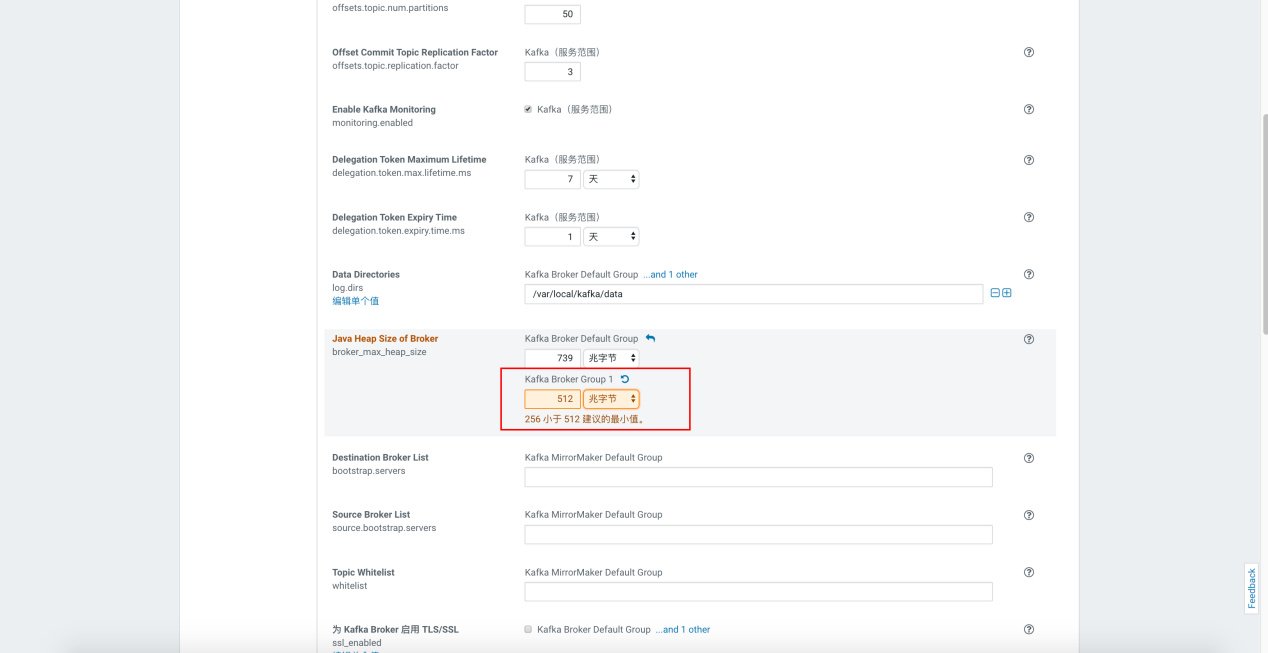 offsets.topic.num.partitions
50
Offset Commit Topic Replication Factor
Kafka（服务范围）
offsets.topic.replication.factor
3
Enable Kafka Monitoring
Kafka（服务范围）
monitoring.enabled
Delegation Token Maximum Lifetime
Kafka（服务范围）
delegation.token.max.lifetime.ms
7 天
Delegation Token Expiry Time
Kafka（服务范围）
delegation.token.expiry.time.ms
1 天
Data Directories
Kafka Broker Default Group ...and 1 other
log.dirs
/var/local/kafka/data
编辑单个值
Java Heap Size of Broker
Kafka Broker Default Group
broker_max_heap_size
739 兆字节
Kafka Broker Group 1
512 兆字节
256 小于 512 建议的最小值。
Destination Broker List
Kafka MirrorMaker Default Group
bootstrap.servers
Source Broker List
Kafka MirrorMaker Default Group
source.bootstrap.servers
Topic Whitelist
Kafka MirrorMaker Default Group
whitelist
为 Kafka Broker 启用 TLS/SSL
Kafka Broker Default Group ...and 1 other
ssl_enabled
Feedback